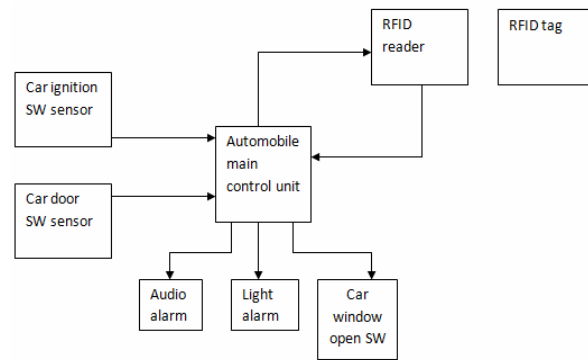 RFID
reader
RFID tag
Car ignition
SW sensor
Automobile
main
control unit
Car door
SW sensor
Audio
alarm
Light
alarm
Car
window
open SW